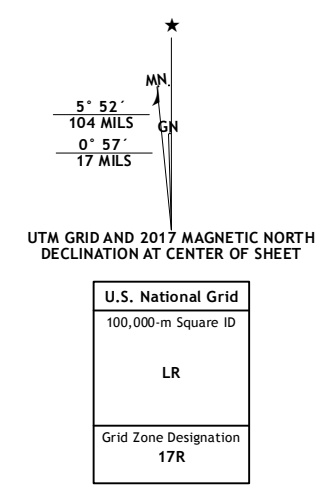 MN.
5° 52´
104 MILS
GN
0° 57´
17 MILS
UTM GRID AND 2017 MAGNETIC NORTH
DECLINATION AT CENTER OF SHEET
U.S. National Grid
100,000-m Square ID
LR
Grid Zone Designation
17R